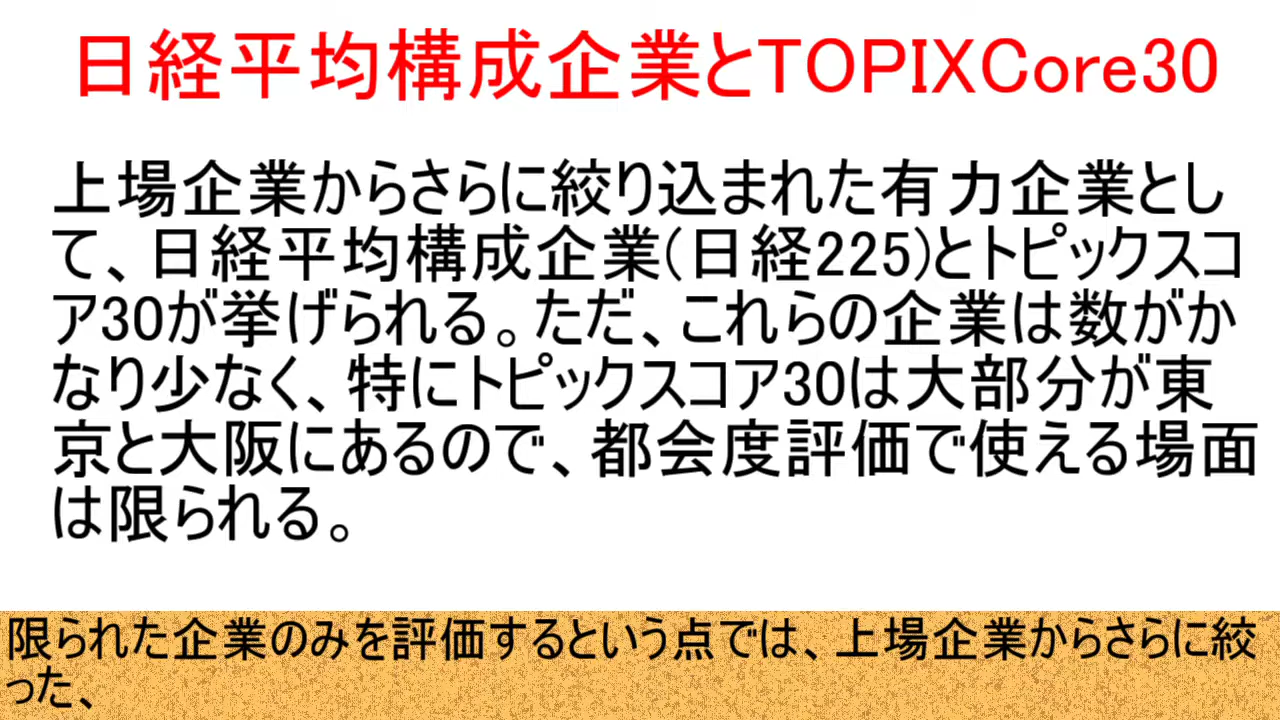 日経平均構成企業とTOPIXCore30
上場企業からさらに絞り込まれた有力企業とし
て、日経平均構成企業(日経225)とトピックスコ
ア30が挙げられる。ただ、これらの企業は数がか
なり少なく、特にトピックスコア30は大部分が東
京と大阪にあるので、都会度評価で使える場面
は限られる。
限られた企業のみを評価するという点では、上場企業からさらに絞
った、